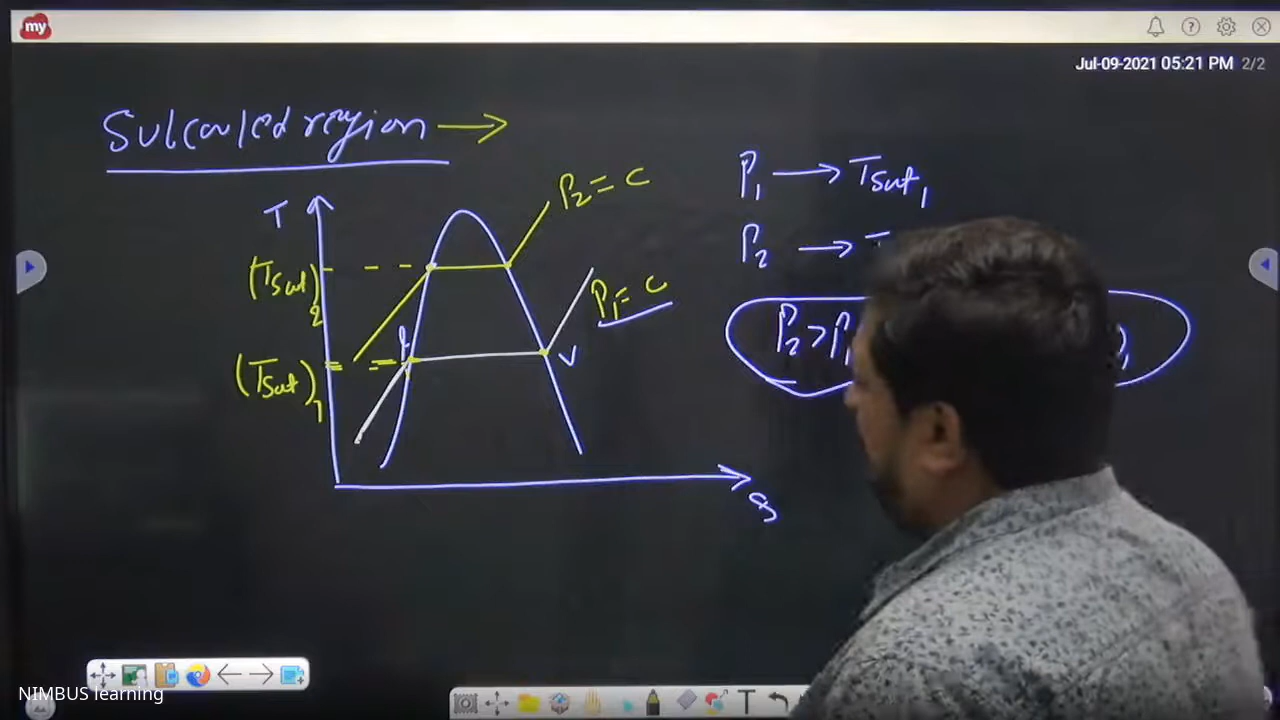 my
Jul-09-2021 05:21 PM 2/2
Subcooled region →
T
P₂ = C
(Tsat)₂
P₁ = C
(Tsat)₁
f
V
S
P₁ → Tsat₁
P₂ → T
P₂ > P₁
T
NIMBUS learning